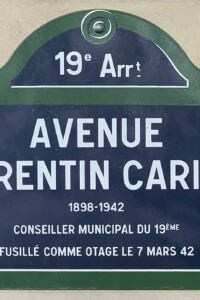 19e Arrt
AVENUE
RENTIN CARI
1898-1942
CONSEILLER MUNICIPAL DU 19ÈME
FUSILLÉ COMME OTAGE LE 7 MARS 42